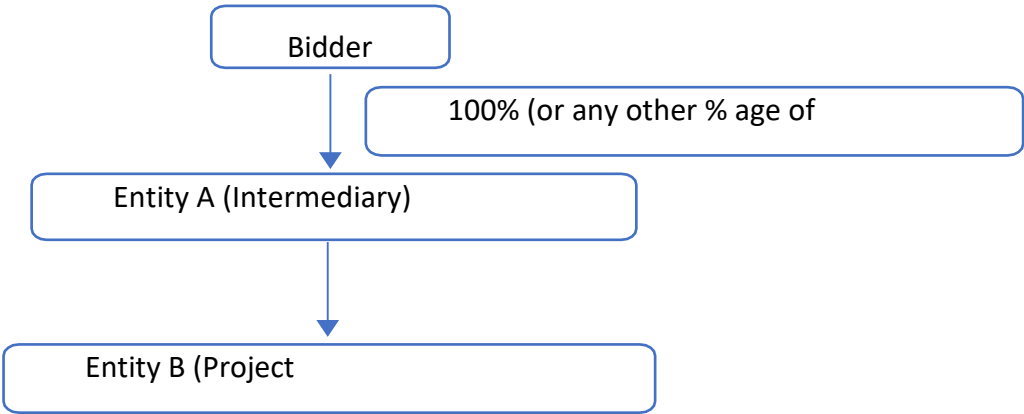 Bidder
100% (or any other % age of
Entity A (Intermediary)
Entity B (Project